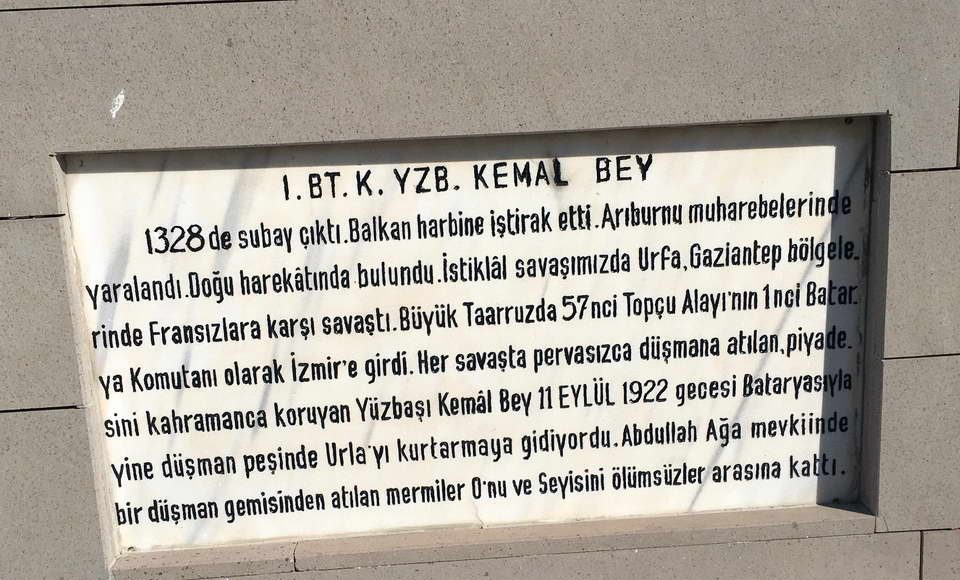 1. BT. K. YZB. KEMAL BEY
1328 de subay çıktı. Balkan harbine iştirak etti. Arıburnu muharebelerinde
yaralandı. Doğu harekâtında bulundu. İstiklâl savaşımızda Urfa, Gaziantep bölgele-
rinde Fransızlara karşı savaştı. Büyük Taarruzda 57nci Topçu Alayı'nın 1nci Batar-
ya Komutanı olarak İzmir'e girdi. Her savaşta pervasızca düşmana atılan, piyade-
sini kahramanca koruyan Yüzbaşı Kemâl Bey 11 EYLÜL 1922 gecesi Bataryasıyla
yine düşman peşinde Urla'yı kurtarmaya gidiyordu. Abdullah Ağa mevkiinde
bir düşman gemisinden atılan mermiler O'nu ve Seyisini ölümsüzler arasına kattı.